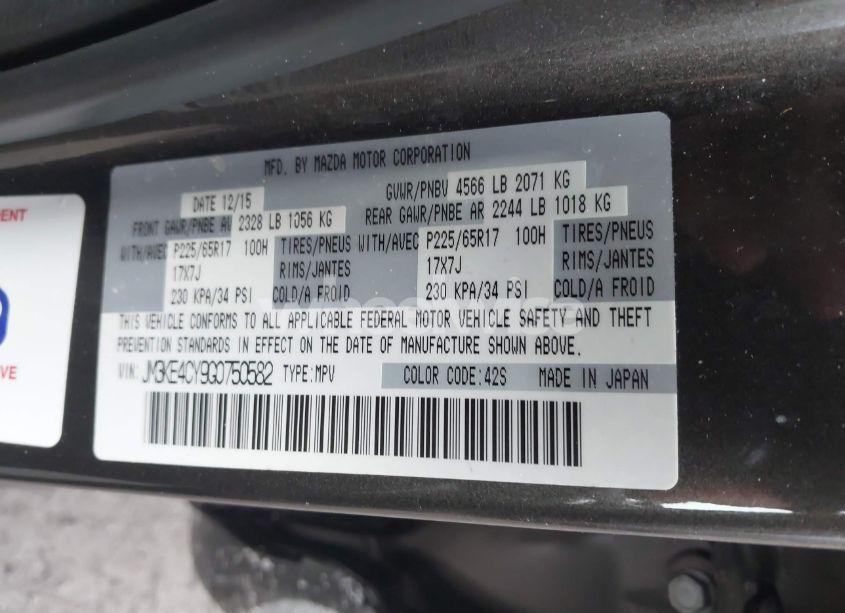 MFD. BY MAZDA MOTOR CORPORATION
DATE 12/15 GVWR/PNBV 4566 LB 2071 KG
FRONT GAWR/PNBE AV 2328 LB 1056 KG REAR GAWR/PNBE AR 2244 LB 1018 KG
WITH/AVEC P225/65R17 100H TIRES/PNEUS WITH/AVEC P225/65R17 100H TIRES/PNEUS
17X7J RIMS/JANTES 17X7J RIMS/JANTES
230 KPA/34 PSI COLD/A FROID 230 KPA/34 PSI COLD/A FROID
THIS VEHICLE CONFORMS TO ALL APPLICABLE FEDERAL MOTOR VEHICLE SAFETY AND THEFT
PREVENTION STANDARDS IN EFFECT ON THE DATE OF MANUFACTURE SHOWN ABOVE.
VIN: JM3KE4CY9G0750582 TYPE:MPV COLOR CODE:42S MADE IN JAPAN